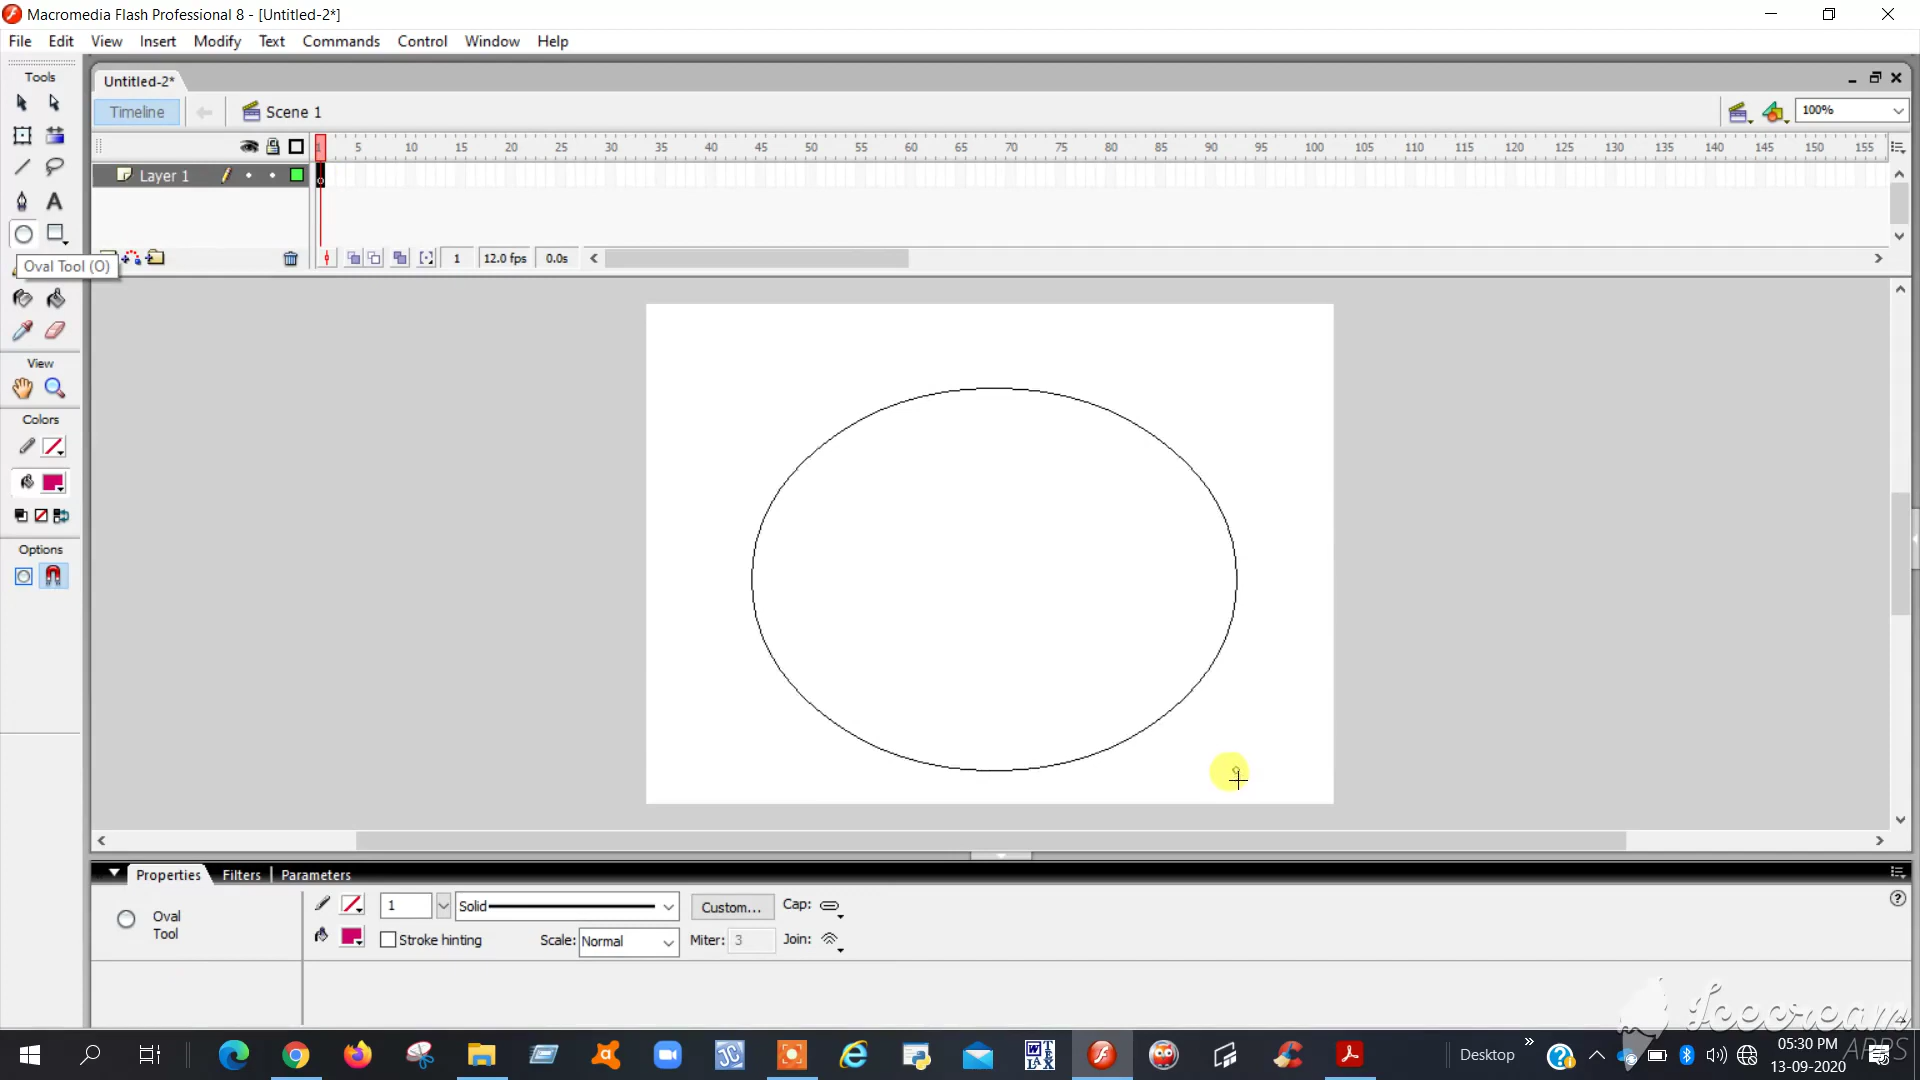 Macromedia Flash Professional 8 - [Untitled-2*]
File Edit View Insert Modify Text Commands Control Window Help
Tools
Untitled-2*
Timeline Scene 1 100%
1 5 10 15 20 25 30 35 40 45 50 55 60 65 70 75 80 85 90 95 100 105 110 115 120 125 130 135 140 145 150 155
Layer 1
1 12.0 fps 0.0s
Oval Tool (O)
View
Colors
Options
Properties Filters Parameters
Oval
Tool
1 Solid Custom... Cap:
Stroke hinting Scale: Normal Miter: 3 Join:
Icecream
APPS
Desktop
05:30 PM
13-09-2020